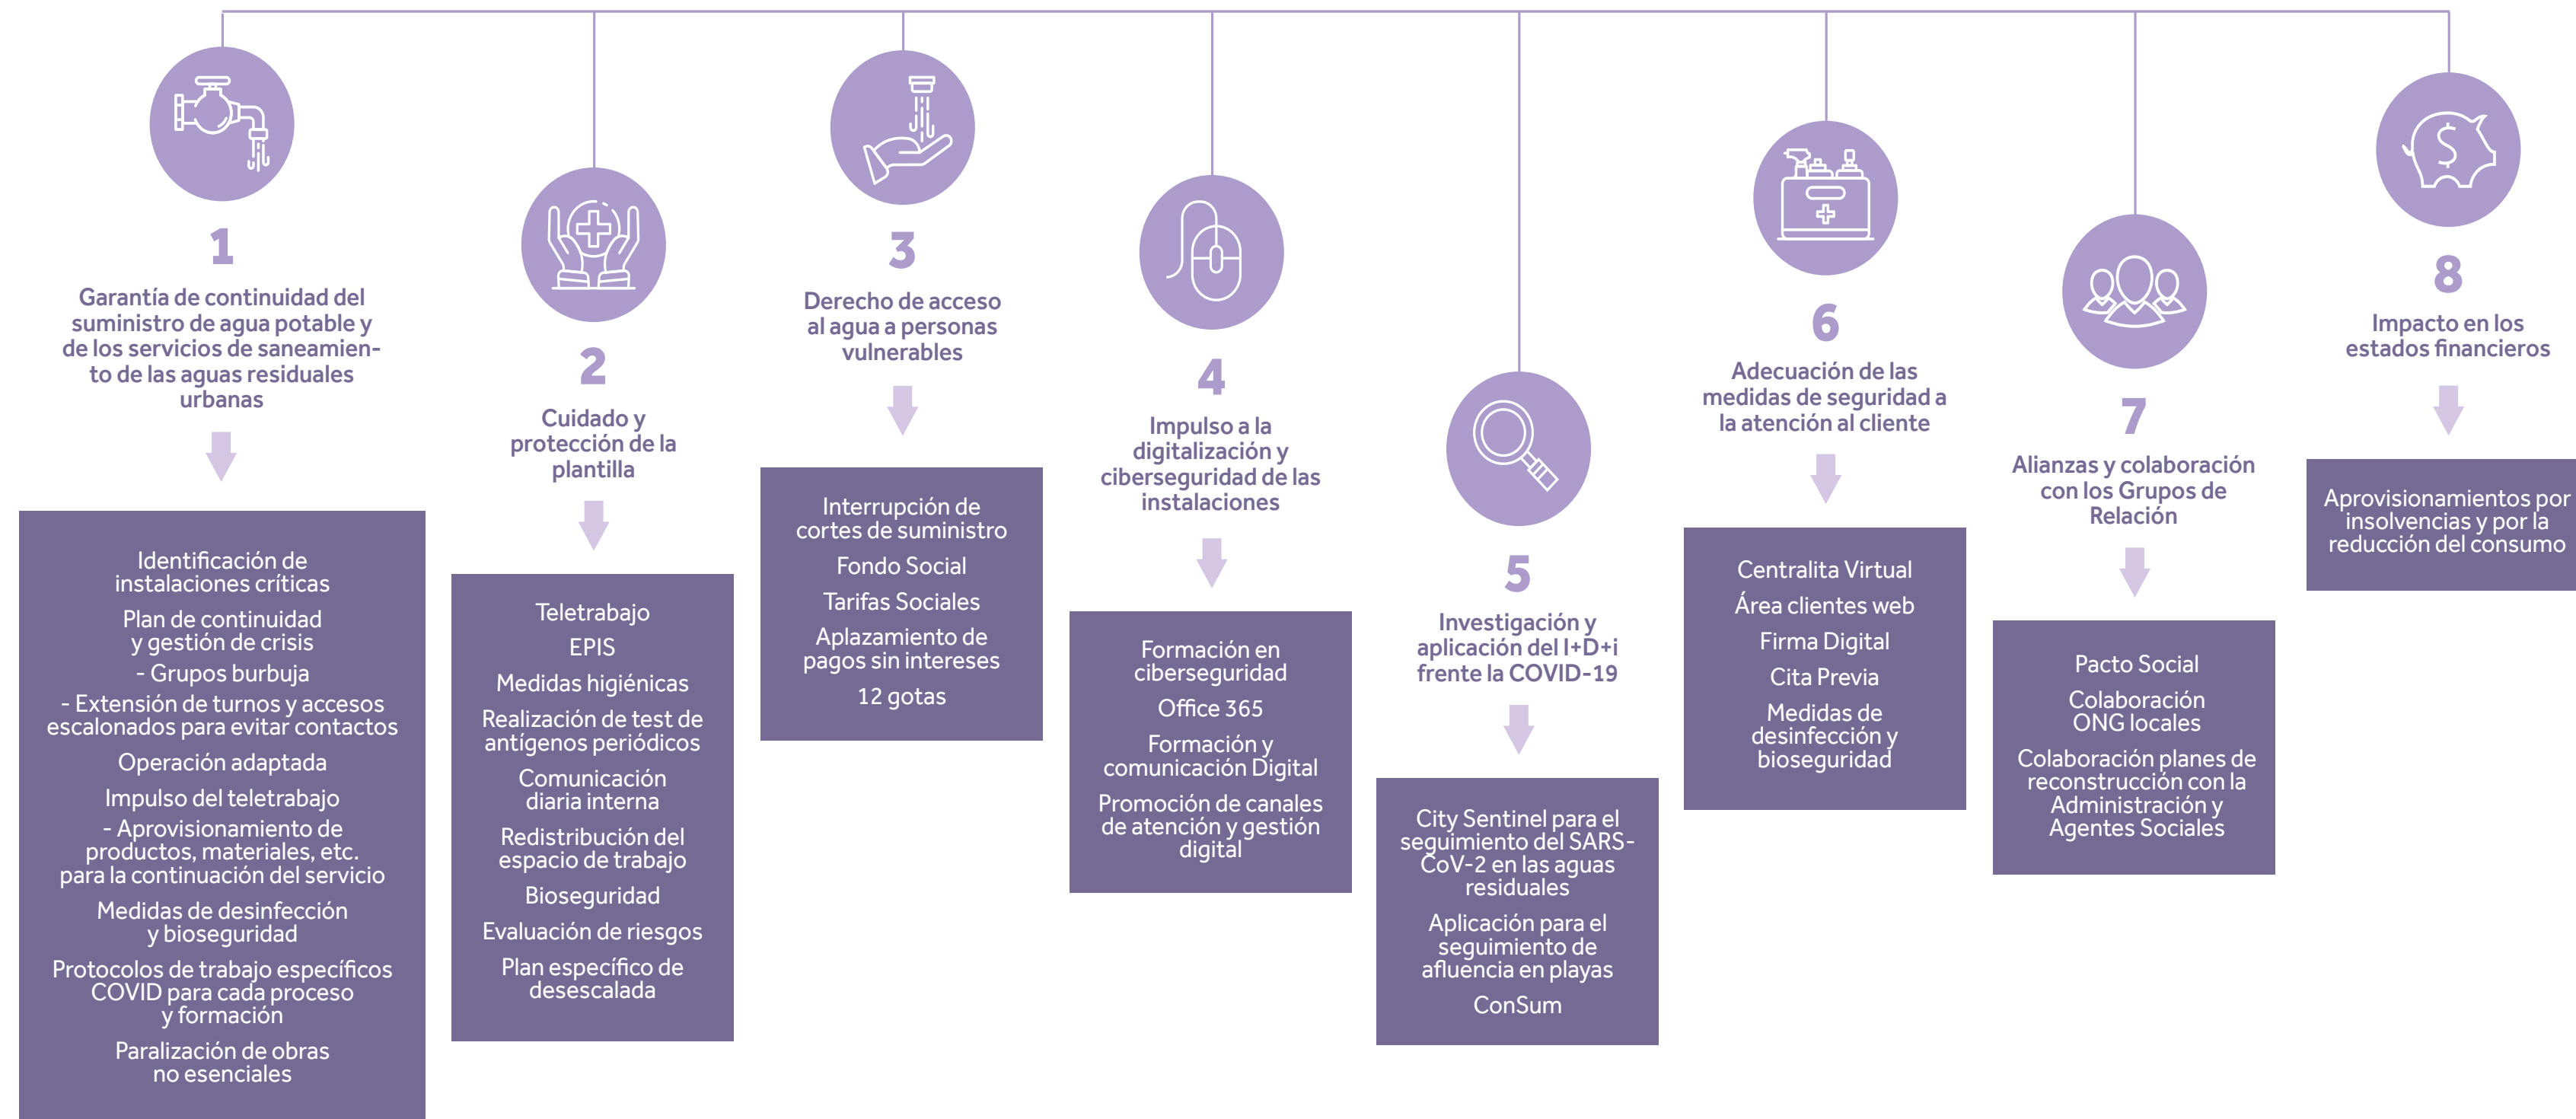 1
Garantía de continuidad del
suministro de agua potable y
de los servicios de saneamien-
to de las aguas residuales
urbanas
Identificación de
instalaciones críticas
Plan de continuidad
y gestión de crisis
- Grupos burbuja
- Extensión de turnos y accesos
escalonados para evitar contactos
Operación adaptada
Impulso del teletrabajo
- Aprovisionamiento de
productos, materiales, etc.
para la continuación del servicio
Medidas de desinfección
y bioseguridad
Protocolos de trabajo específicos
COVID para cada proceso
y formación
Paralización de obras
no esenciales
2
Cuidado y
protección de la
plantilla
Teletrabajo
EPIS
Medidas higiénicas
Realización de test de
antígenos periódicos
Comunicación
diaria interna
Redistribución del
espacio de trabajo
Bioseguridad
Evaluación de riesgos
Plan específico de
desescalada
3
Derecho de acceso
al agua a personas
vulnerables
Interrupción de
cortes de suministro
Fondo Social
Tarifas Sociales
Aplazamiento de
pagos sin intereses
12 gotas
4
Impulso a la
digitalización y
ciberseguridad de las
instalaciones
Formación en
ciberseguridad
Office 365
Formación y
comunicación Digital
Promoción de canales
de atención y gestión
digital
5
Investigación y
aplicación del I+D+i
frente la COVID-19
City Sentinel para el
seguimiento del SARS-
CoV-2 en las aguas
residuales
Aplicación para el
seguimiento de
afluencia en playas
ConSum
6
Adecuación de las
medidas de seguridad a
la atención al cliente
Centralita Virtual
Área clientes web
Firma Digital
Cita Previa
Medidas de
desinfección y
bioseguridad
7
Alianzas y colaboración
con los Grupos de
Relación
Pacto Social
Colaboración
ONG locales
Colaboración planes de
reconstrucción con la
Administración y
Agentes Sociales
$
8
Impacto en los
estados financieros
Aprovisionamientos por
insolvencias y por la
reducción del consumo